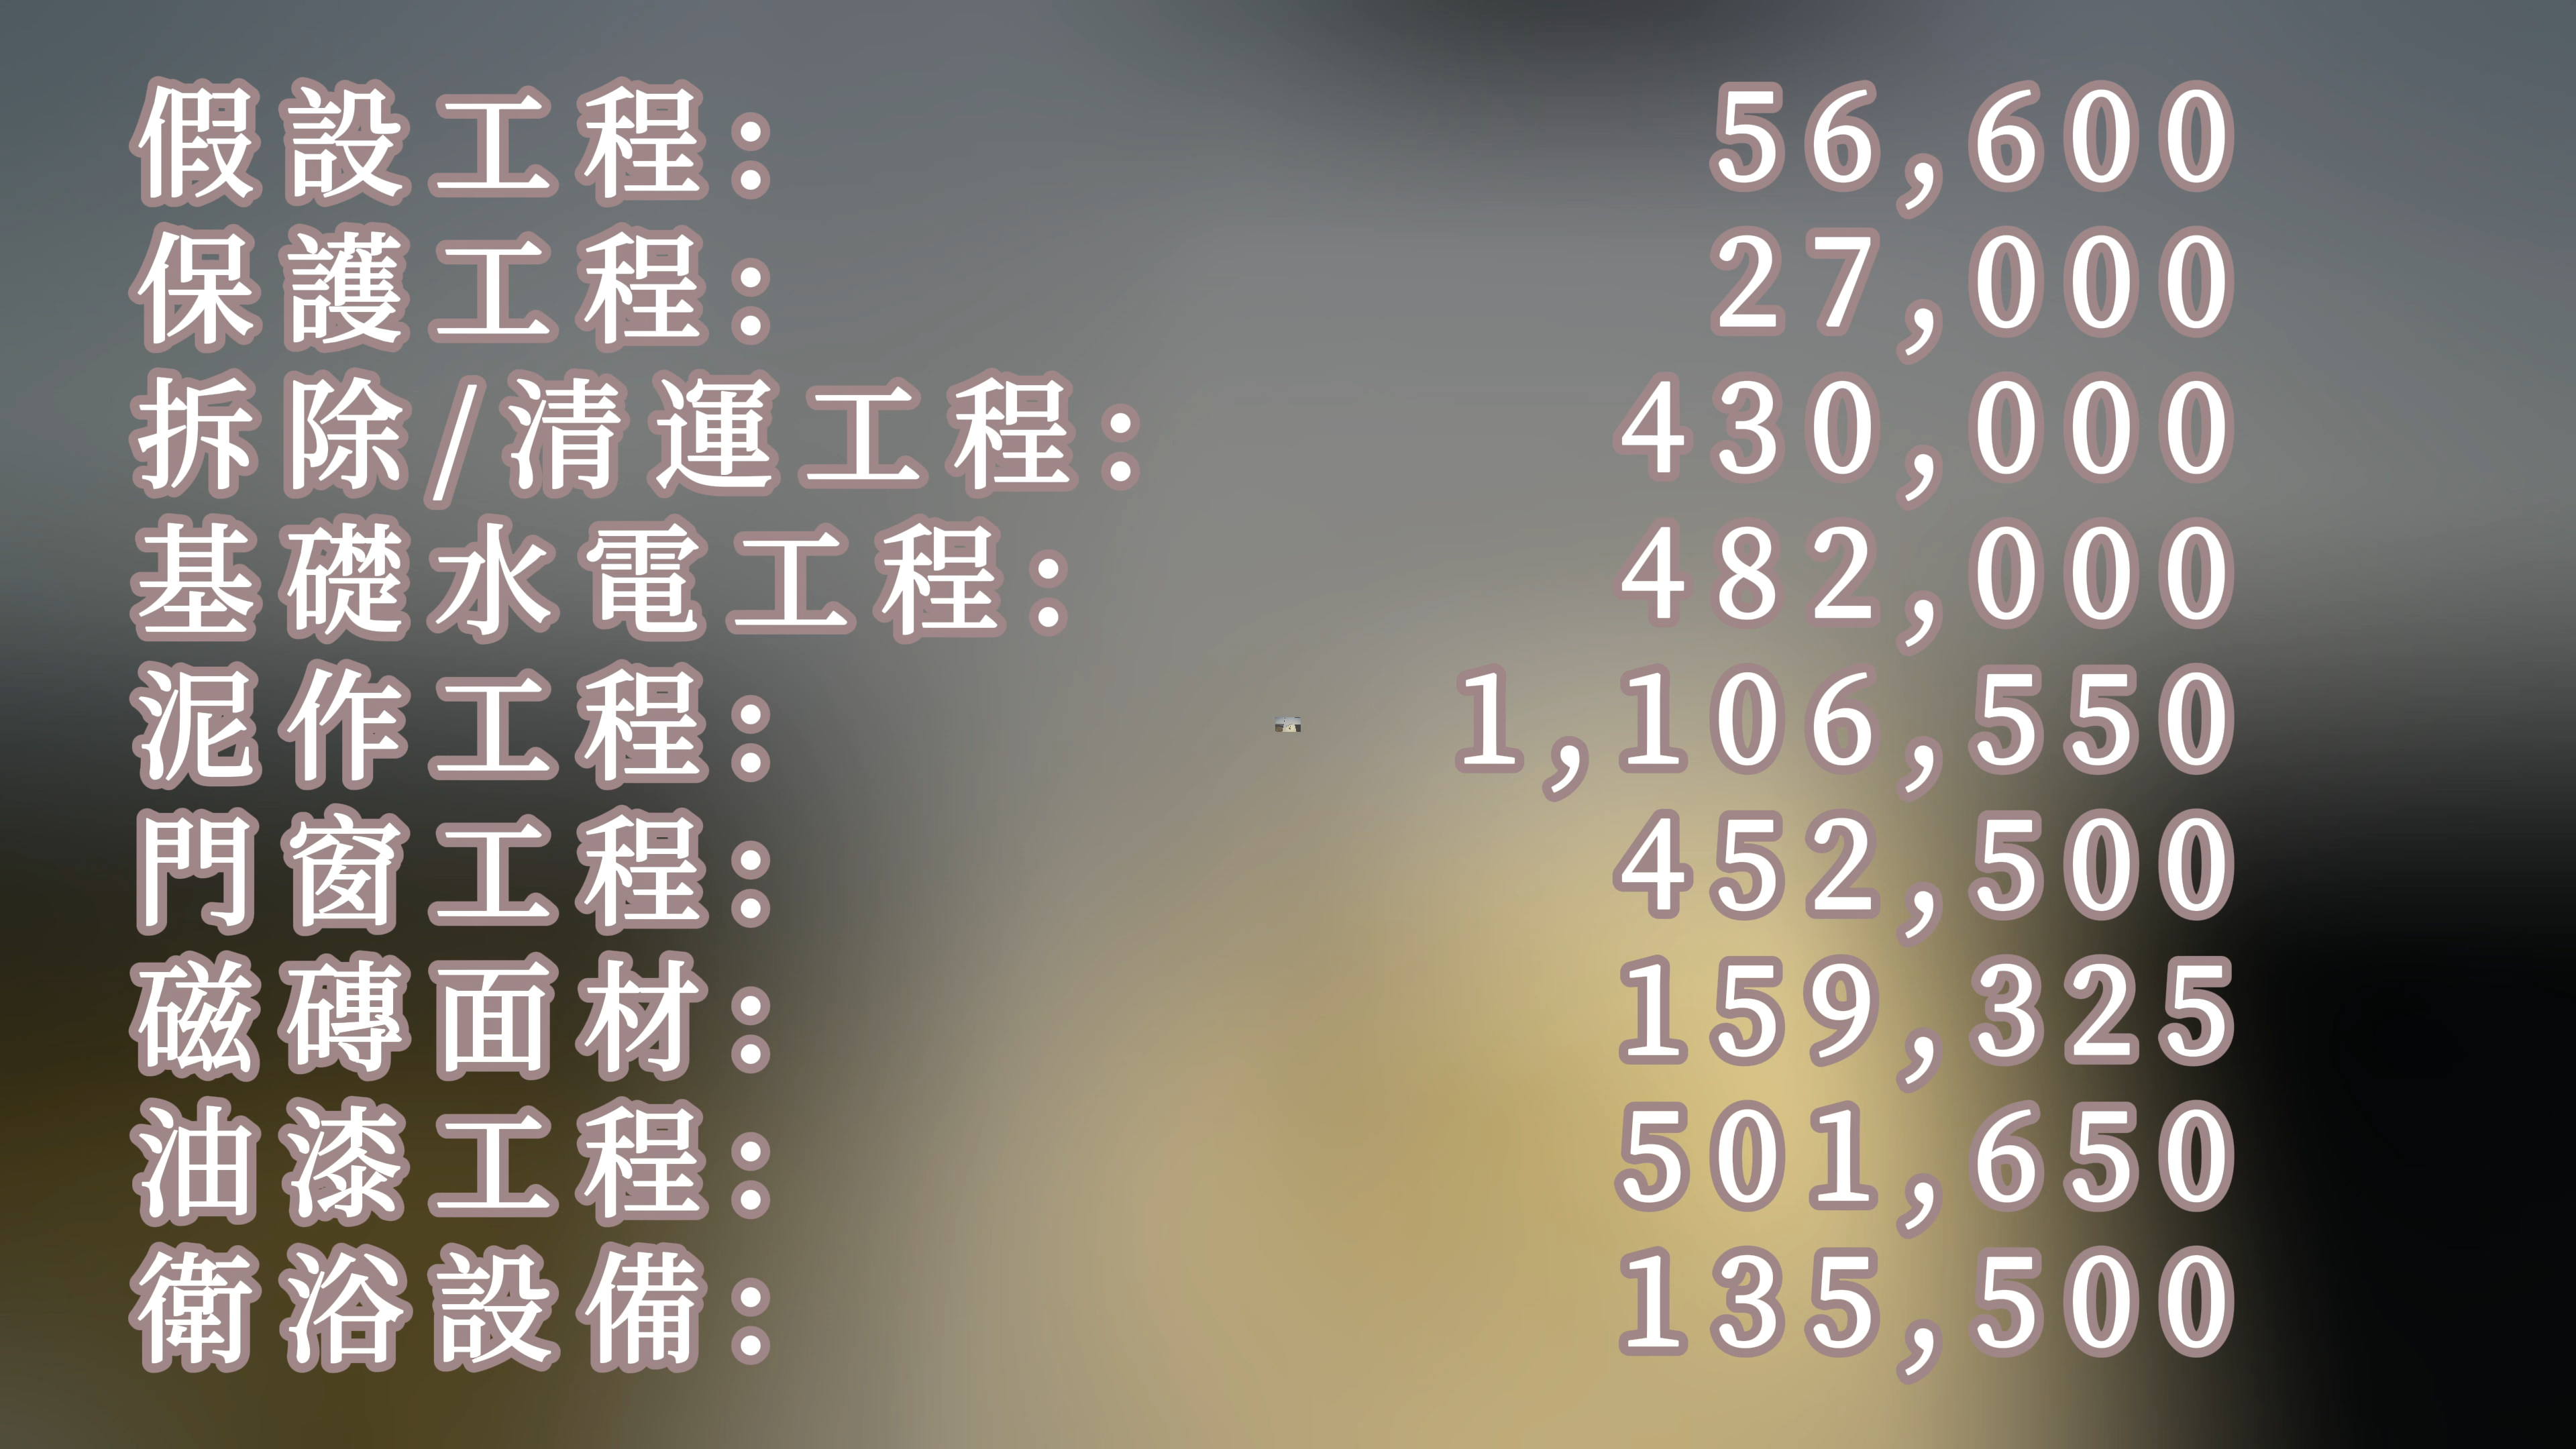 假設工程: 56,600
保護工程: 27,000
拆除/清運工程: 430,000
基礎水電工程: 482,000
泥作工程: 1,106,550
門窗工程: 452,500
磁磚面材: 159,325
油漆工程: 501,650
衛浴設備: 135,500